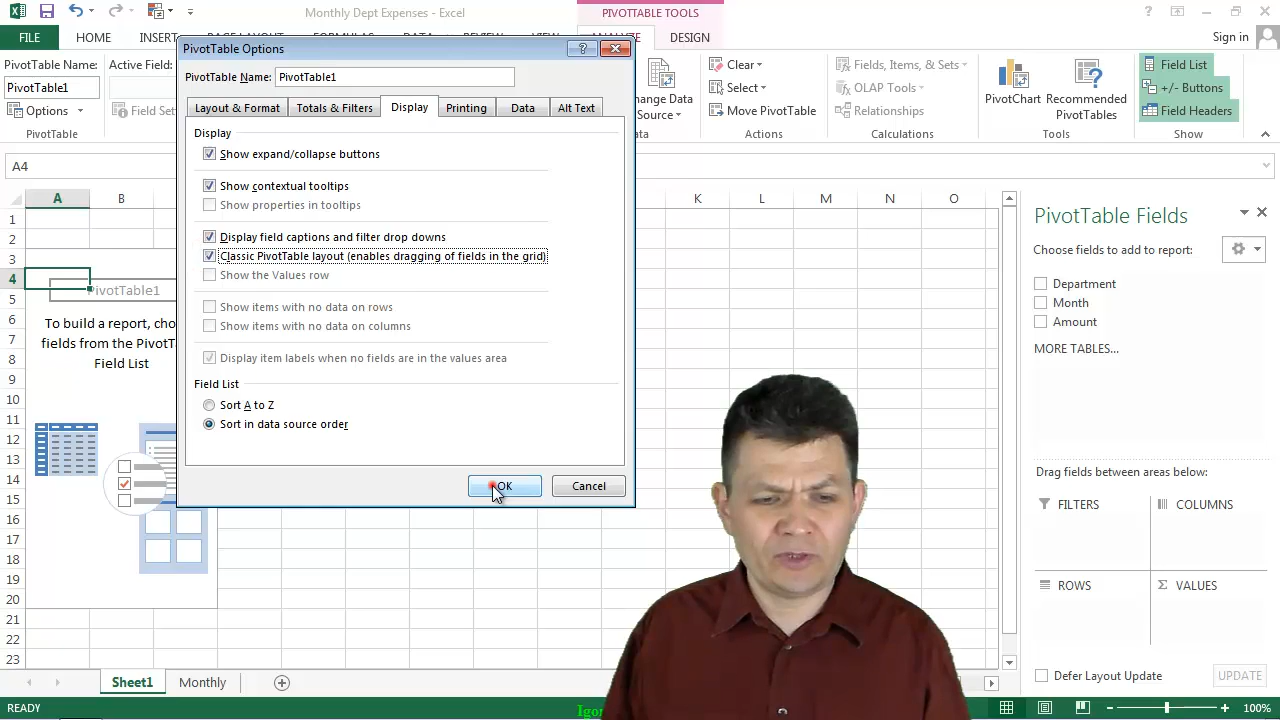 Monthly Dept Expenses - Excel
PIVOTTABLE TOOLS
FILE
HOME
INSERT
DESIGN
Sign in
PivotTable Name:
PivotTable1
Options
PivotTable
Active Field:
Field Set
PivotTable Options
PivotTable Name: PivotTable1
Layout & Format
Totals & Filters
Display
Printing
Data
Alt Text
Display
Show expand/collapse buttons
Show contextual tooltips
Show properties in tooltips
Display field captions and filter drop downs
Classic PivotTable layout (enables dragging of fields in the grid)
Show the Values row
Show items with no data on rows
Show items with no data on columns
Display item labels when no fields are in the values area
Field List
Sort A to Z
Sort in data source order
OK
Cancel
Clear
Select
Move PivotTable
Actions
Fields, Items, & Sets
OLAP Tools
Relationships
Calculations
PivotChart
Recommended
PivotTables
Tools
Field List
+/- Buttons
Field Headers
Show
Data
Source
A4
A B K L M N O
1
2
4
5
6
7
8
9
10
11
12
13
14
15
16
17
18
19
20
21
22
23
PivotTable1
To build a report, cho
fields from the PivotT
Field List
PivotTable Fields
Choose fields to add to report:
Department
Month
Amount
MORE TABLES...
Drag fields between areas below:
FILTERS
COLUMNS
ROWS
Σ VALUES
Defer Layout Update
UPDATE
Sheet1
Monthly
READY
Igor
100%